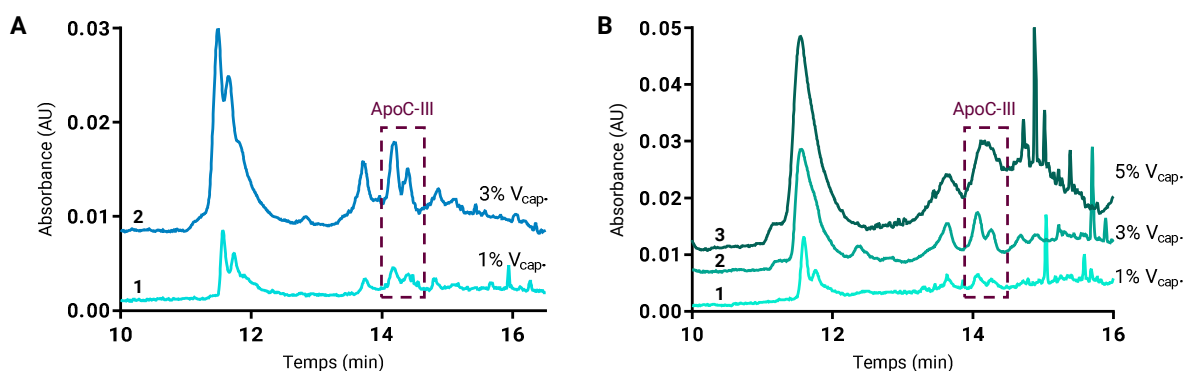 A
Absorbance (AU)
0.03
0.02
0.01
0.00
ApoC-III
2
3% Vcap.
1
1% Vcap.
10 12 14 16
Temps (min)
B
Absorbance (AU)
0.05
0.04
0.03
0.02
0.01
0.00
ApoC-III
3
5% Vcap.
2
3% Vcap.
1
1% Vcap.
10 12 14 16
Temps (min)